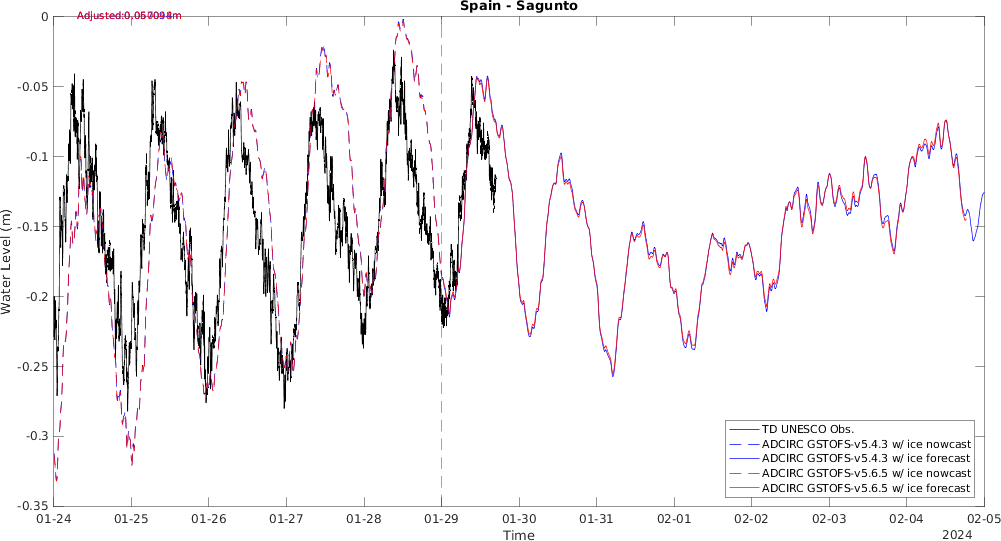 Spain - Sagunto
Water Level (m)
0
-0.05
-0.1
-0.15
-0.2
-0.25
-0.3
-0.35
TD UNESCO Obs.
ADCIRC GSTOFS-v5.4.3 w/ ice nowcast
ADCIRC GSTOFS-v5.4.3 w/ ice forecast
ADCIRC GSTOFS-v5.6.5 w/ ice nowcast
ADCIRC GSTOFS-v5.6.5 w/ ice forecast
01-24 01-25 01-26 01-27 01-28 01-29 01-30 01-31 02-01 02-02 02-03 02-04 02-05
Time
2024